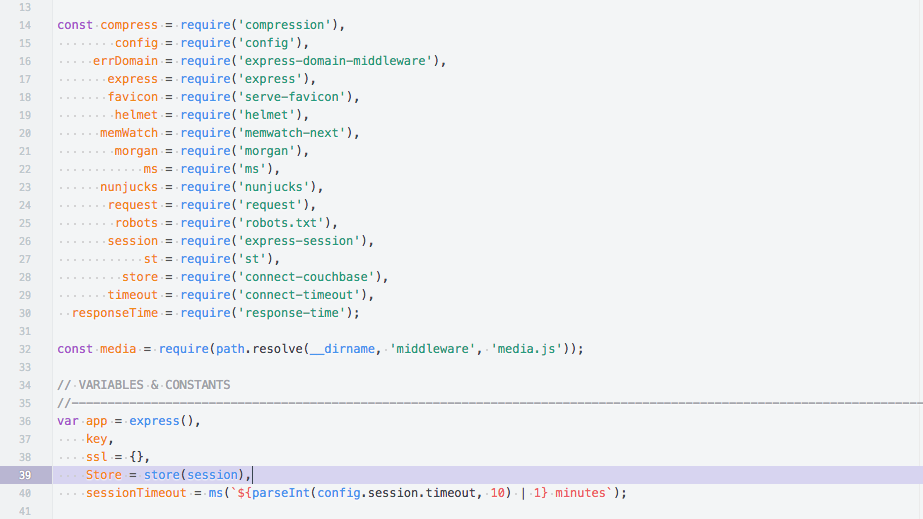 13
14 const compress = require('compression'),
15 config = require('config'),
16 errDomain = require('express-domain-middleware'),
17 express = require('express'),
18 favicon = require('serve-favicon'),
19 helmet = require('helmet'),
20 memWatch = require('memwatch-next'),
21 morgan = require('morgan'),
22 ms = require('ms'),
23 nunjucks = require('nunjucks'),
24 request = require('request'),
25 robots = require('robots.txt'),
26 session = require('express-session'),
27 st = require('st'),
28 store = require('connect-couchbase'),
29 timeout = require('connect-timeout'),
30 responseTime = require('response-time');
31
32 const media = require(path.resolve(__dirname, 'middleware', 'media.js'));
33
34 // VARIABLES & CONSTANTS
35 //------------------------------------------------------------------------------------------------------------------------
36 var app = express(),
37 key,
38 ssl = {},
39 Store = store(session),
40 sessionTimeout = ms(`${parseInt(config.session.timeout, 10) | 1} minutes`);
41